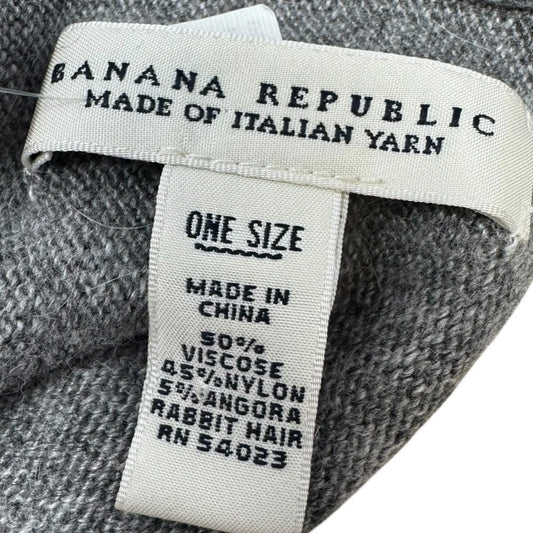 BANANA REPUBLIC
MADE OF ITALIAN YARN
ONE SIZE
MADE IN
CHINA
50%
VISCOSE
45%NYLON
5%ANGORA
RABBIT HAIR
RN 54023